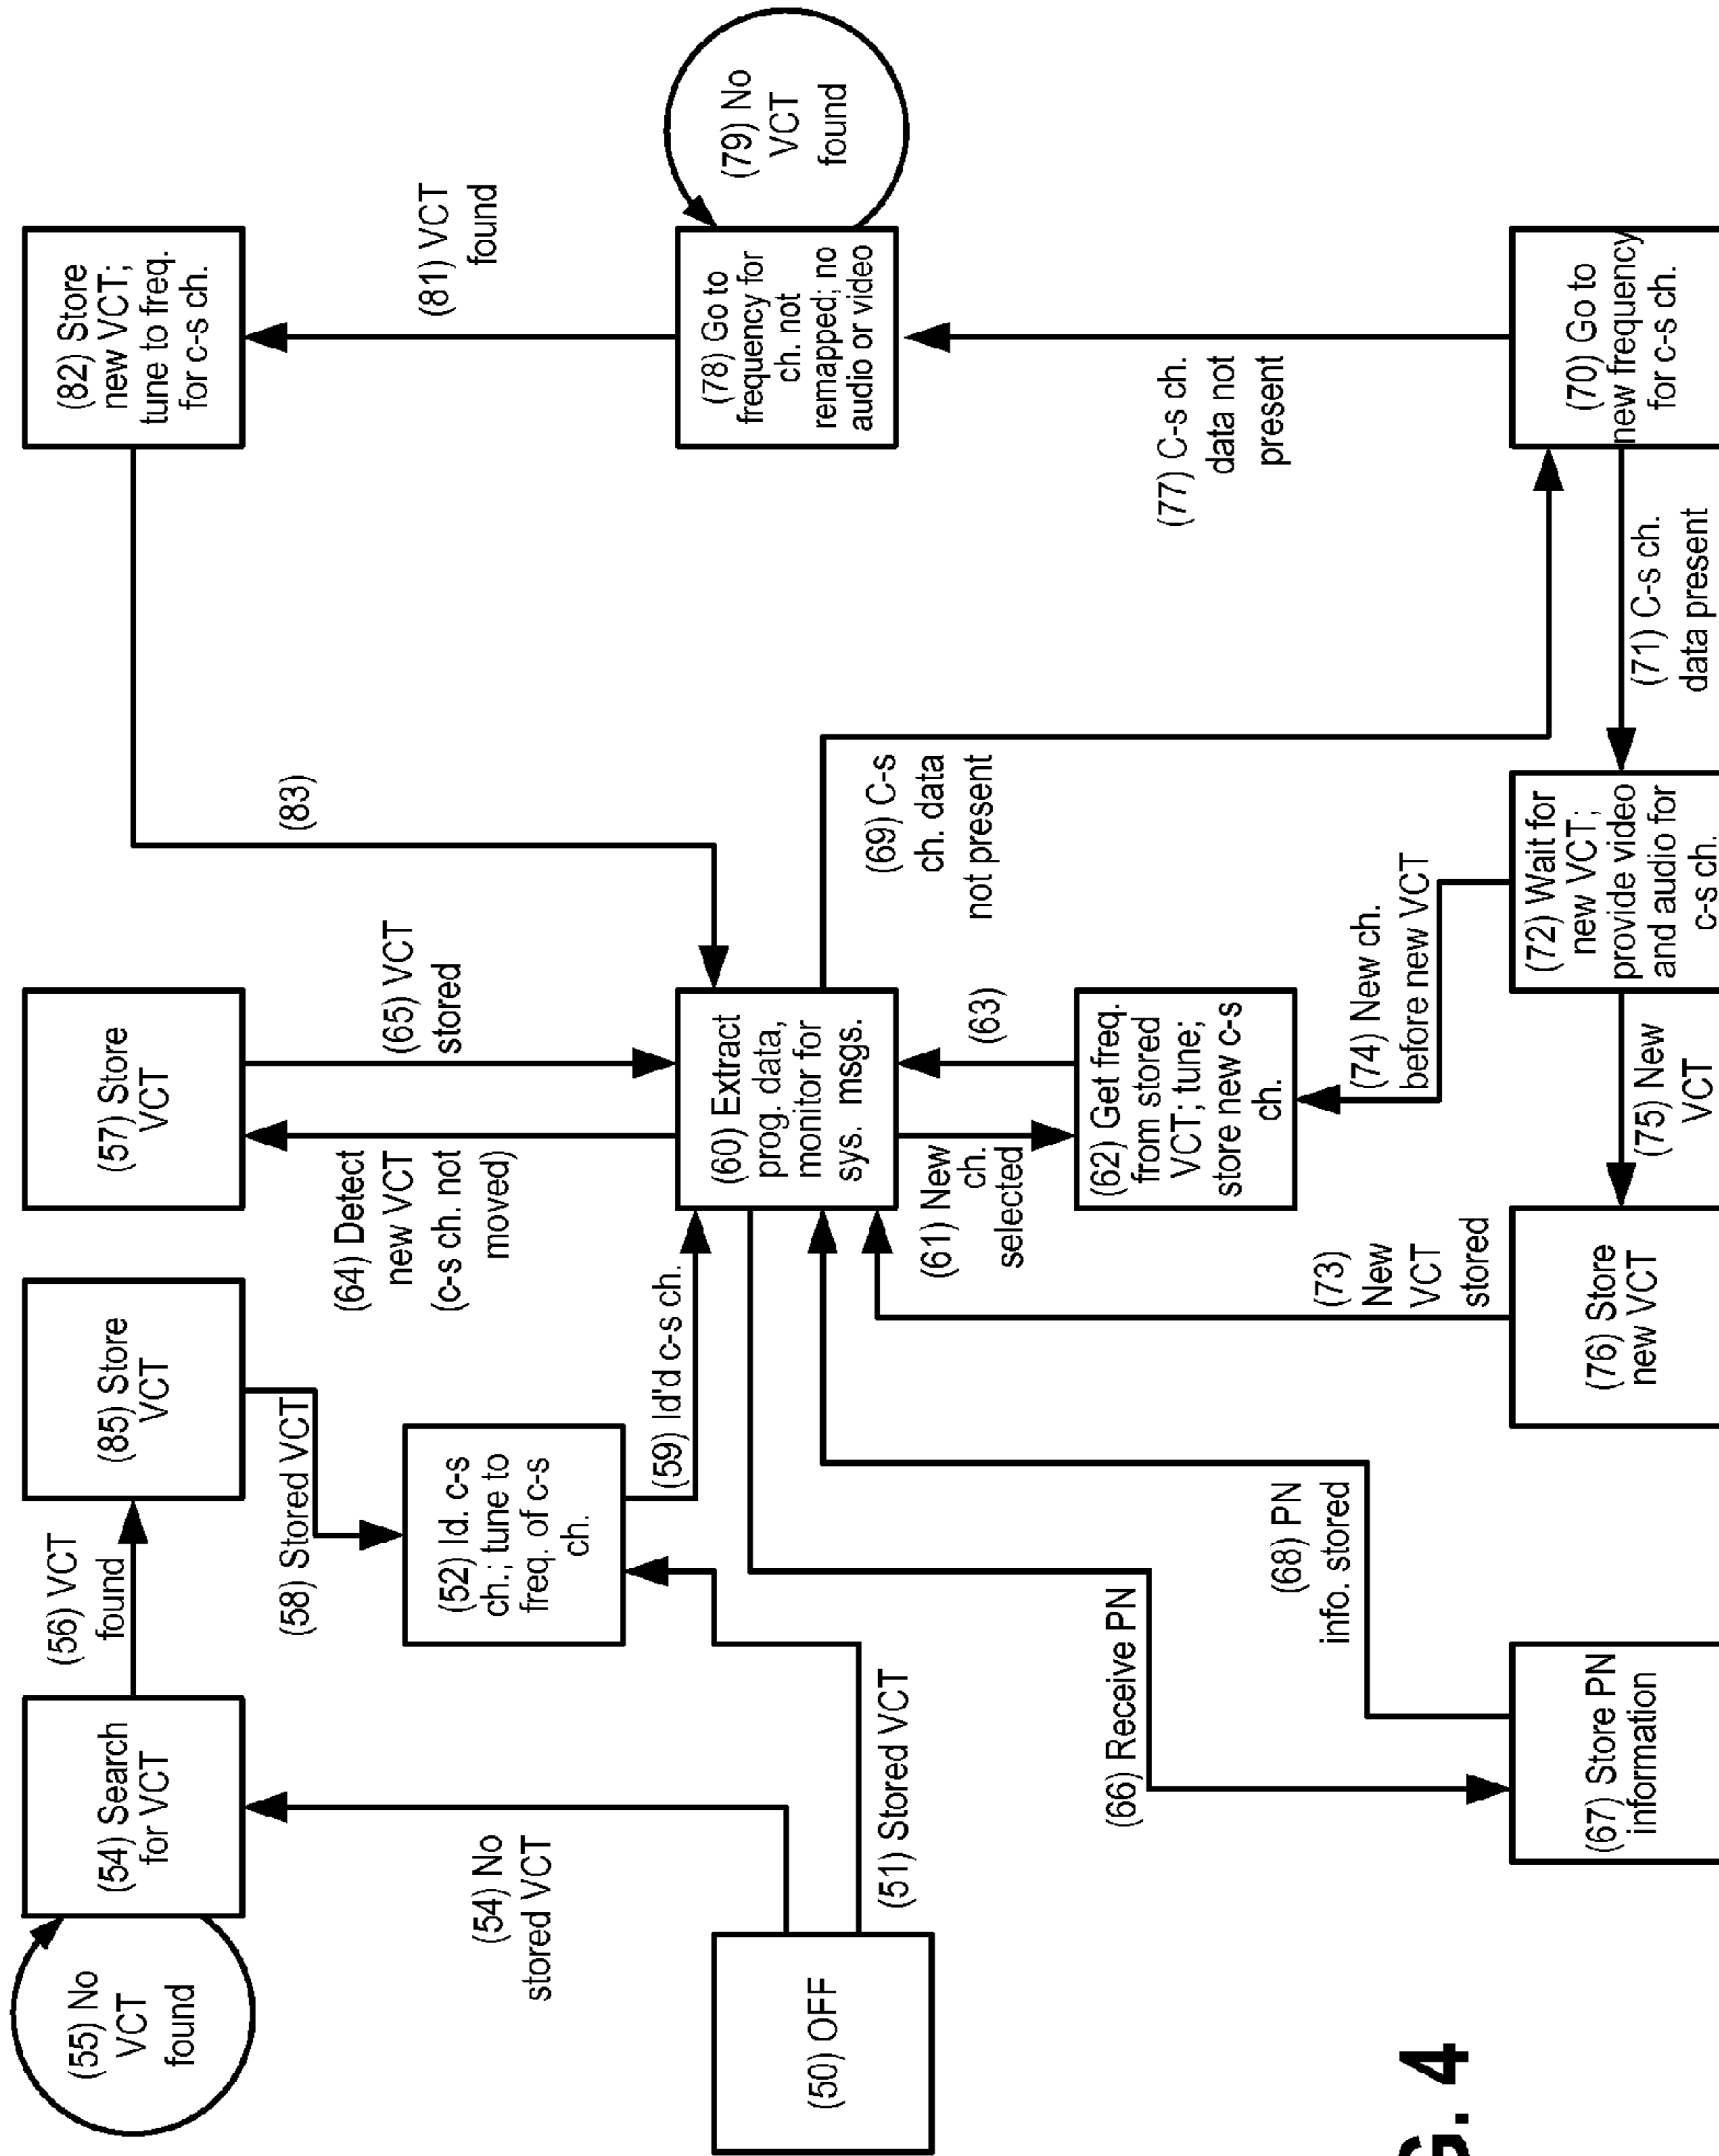 (55) No
VCT
found
(54) Search
for VCT
(56) VCT
found
(85) Store
VCT
(57) Store
VCT
(82) Store
new VCT;
tune to freq.
for c-s ch.
(58) Stored VCT
(64) Detect
new VCT
(c-s ch. not
moved)
(65) VCT
stored
(83)
(81) VCT
found
(54) No
stored VCT
(52) Id. c-s
ch.; tune to
freq. of c-s
ch.
(59) Id'd c-s ch.
(50) OFF
(51) Stored VCT
(60) Extract
prog. data,
monitor for
sys. msgs.
(78) Go to
frequency for
ch. not
remapped; no
audio or video
(79) No
VCT
found
(61) New
ch.
selected
(63)
(69) C-s
ch. data
not present
(62) Get freq.
from stored
VCT; tune;
store new c-s
ch.
(66) Receive PN
(68) PN
info. stored
(73)
New
VCT
stored
(74) New ch.
before new VCT
(77) C-s ch.
data not
present
(67) Store PN
information
(76) Store
new VCT
(75) New
VCT
(72) Wait for
new VCT;
provide video
and audio for
c-s ch.
(71) C-s ch.
data present
(70) Go to
new frequency
for c-s ch.
G. 4